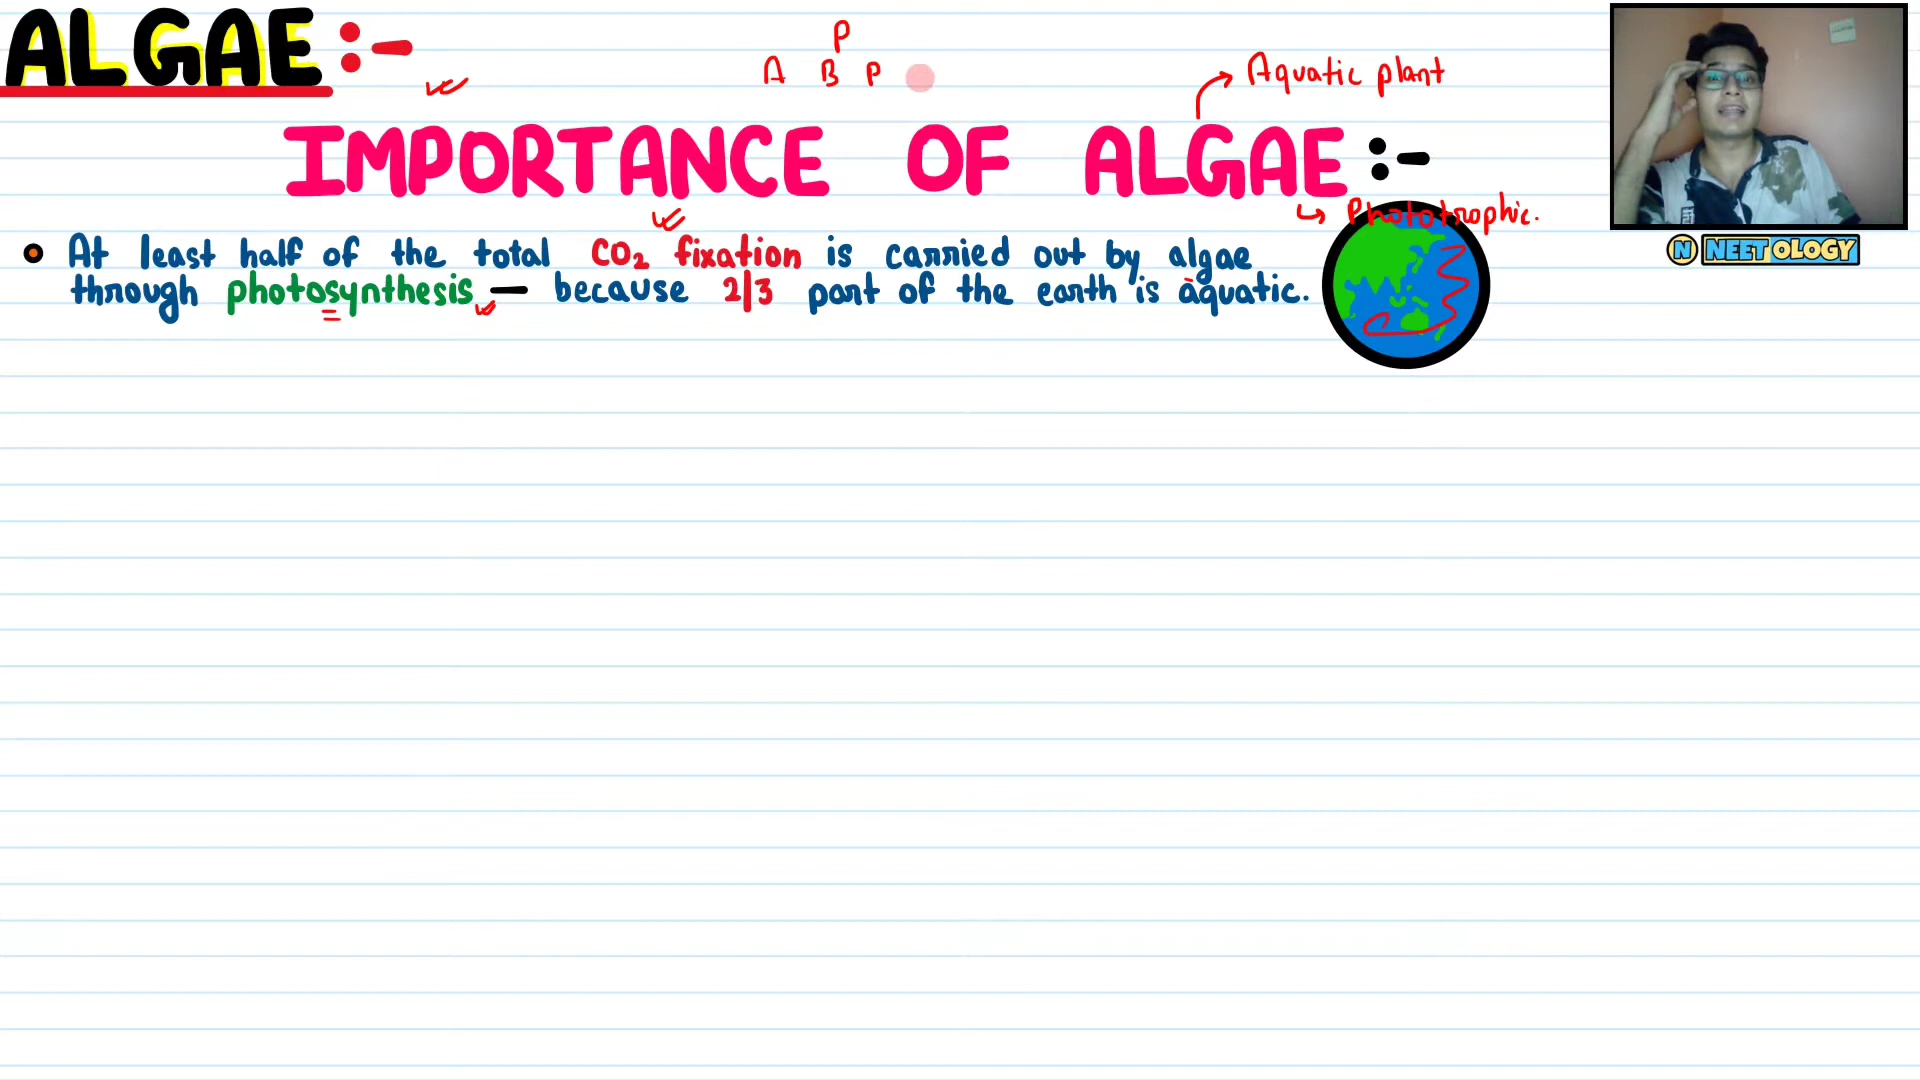 ALGAE :-
P
A B P
Aquatic plant
IMPORTANCE OF ALGAE :-
Phototrophic.
N NEETOLOGY
• At least half of the total CO₂ fixation is carried out by algae
through photosynthesis — because 2/3 part of the earth is aquatic.